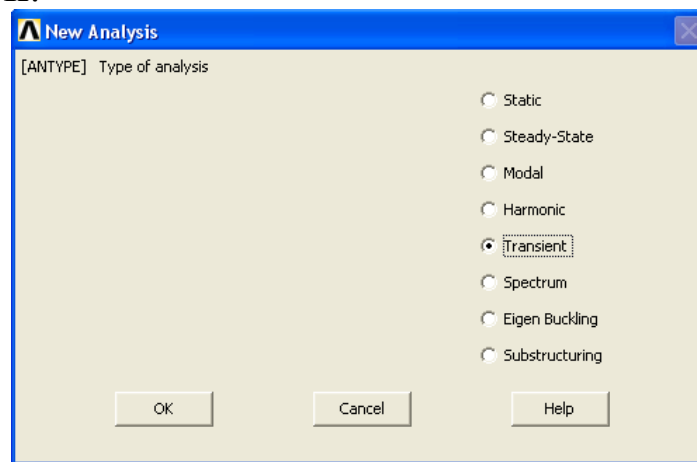 New Analysis
[ANTYPE] Type of analysis
Static
Steady-State
Modal
Harmonic
Transient
Spectrum
Eigen Buckling
Substructuring
OK Cancel Help